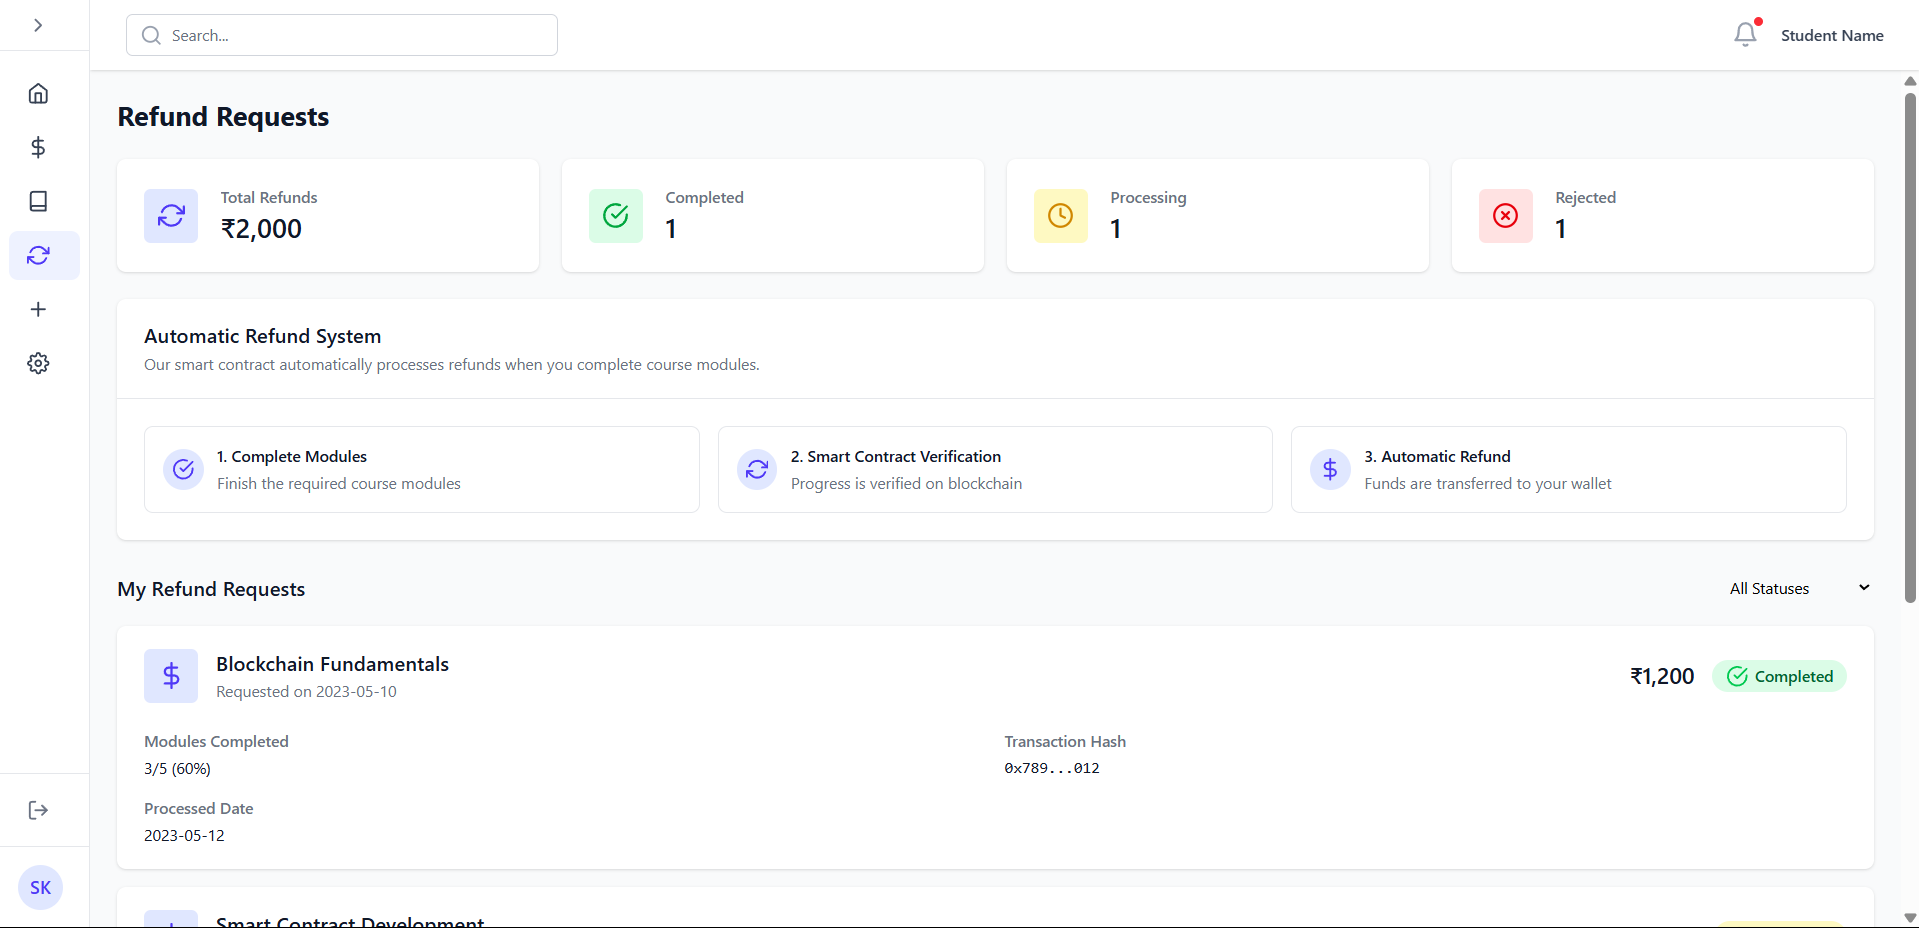 Search...
Student Name
Refund Requests
Total Refunds
₹2,000
Completed
1
Processing
1
Rejected
1
Automatic Refund System
Our smart contract automatically processes refunds when you complete course modules.
1. Complete Modules
Finish the required course modules
2. Smart Contract Verification
Progress is verified on blockchain
3. Automatic Refund
Funds are transferred to your wallet
My Refund Requests
All Statuses
Blockchain Fundamentals
Requested on 2023-05-10
₹1,200
Completed
Modules Completed
3/5 (60%)
Transaction Hash
0x789...012
Processed Date
2023-05-12
SK
Smart Contract Development